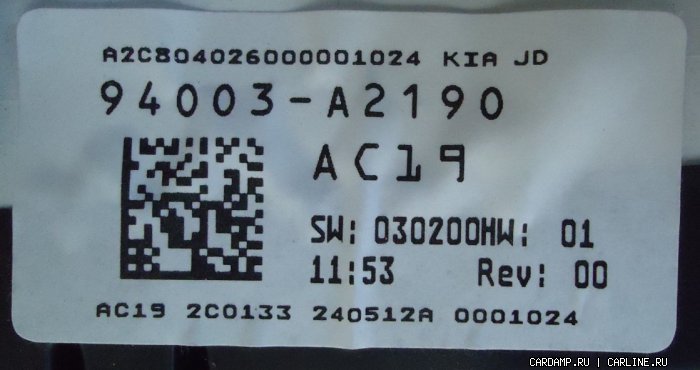 A2C8040260000001024 KIA JD
94003-A2190
AC19
SW: 030200HW: 01
11:53 Rev: 00
AC19 2C0133 240512A 0001024
CARDAMP.RU | CARLINE.RU